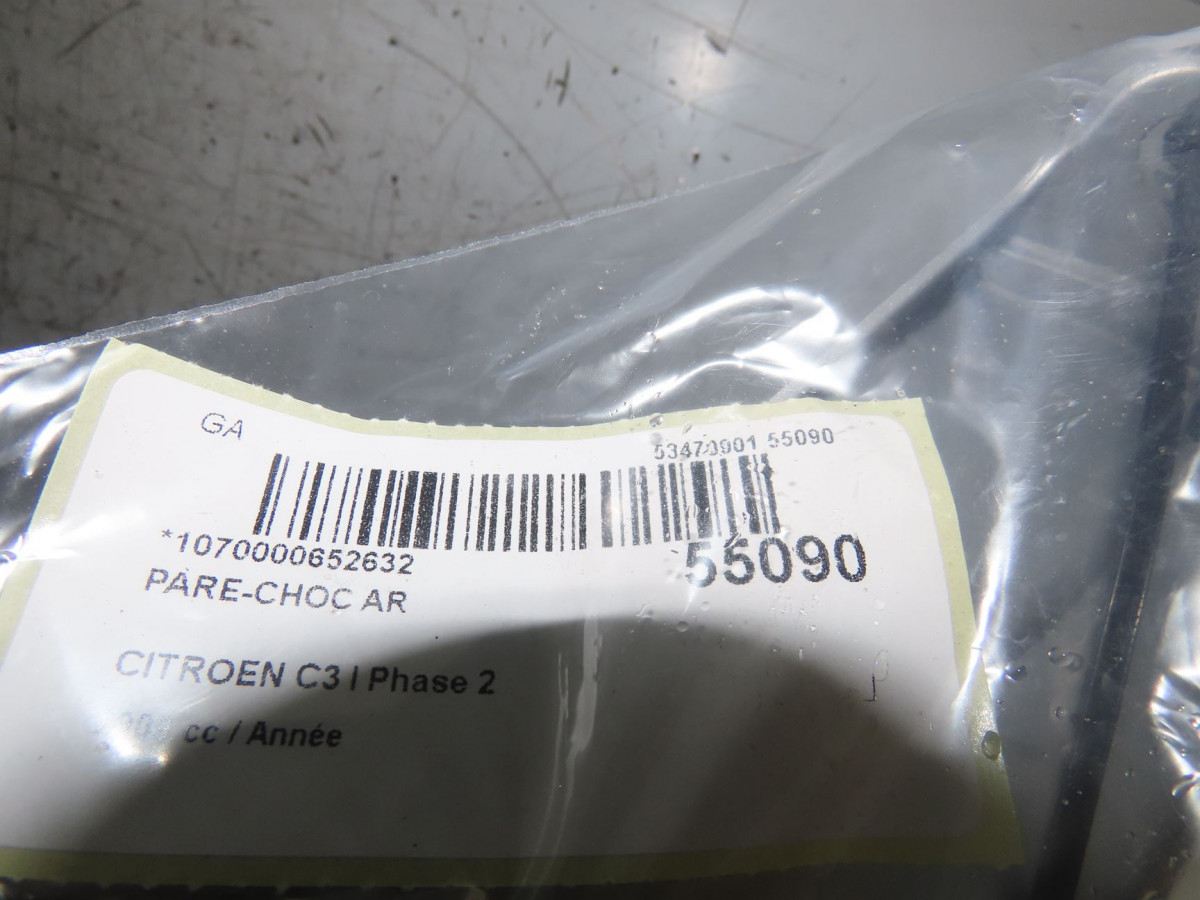 GA
53470901 55090
*1070000652632
55090
PARE-CHOC AR
CITROEN C3 I Phase 2
cc / Année